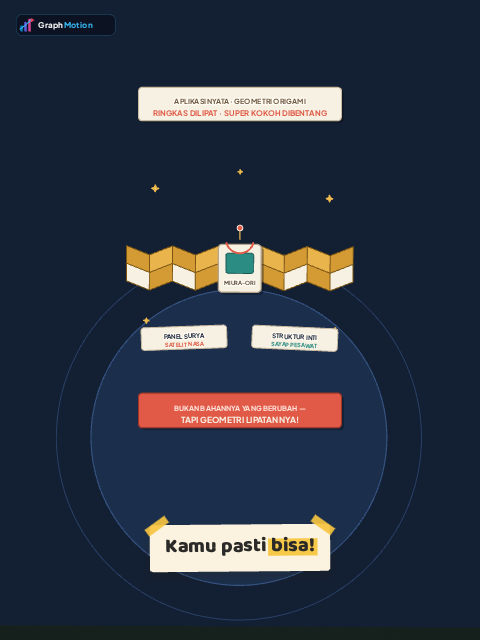 GraphMotion
APLIKASI NYATA · GEOMETRI ORIGAMI
RINGKAS DILIPAT · SUPER KOKOH DIBENTANG
MIURA-ORI
PANEL SURYA
SATELIT NASA
STRUKTUR INTI
SAYAP PESAWAT
BUKAN BAHANNYA YANG BERUBAH —
TAPI GEOMETRI LIPATANNYA!
Kamu pasti bisa!